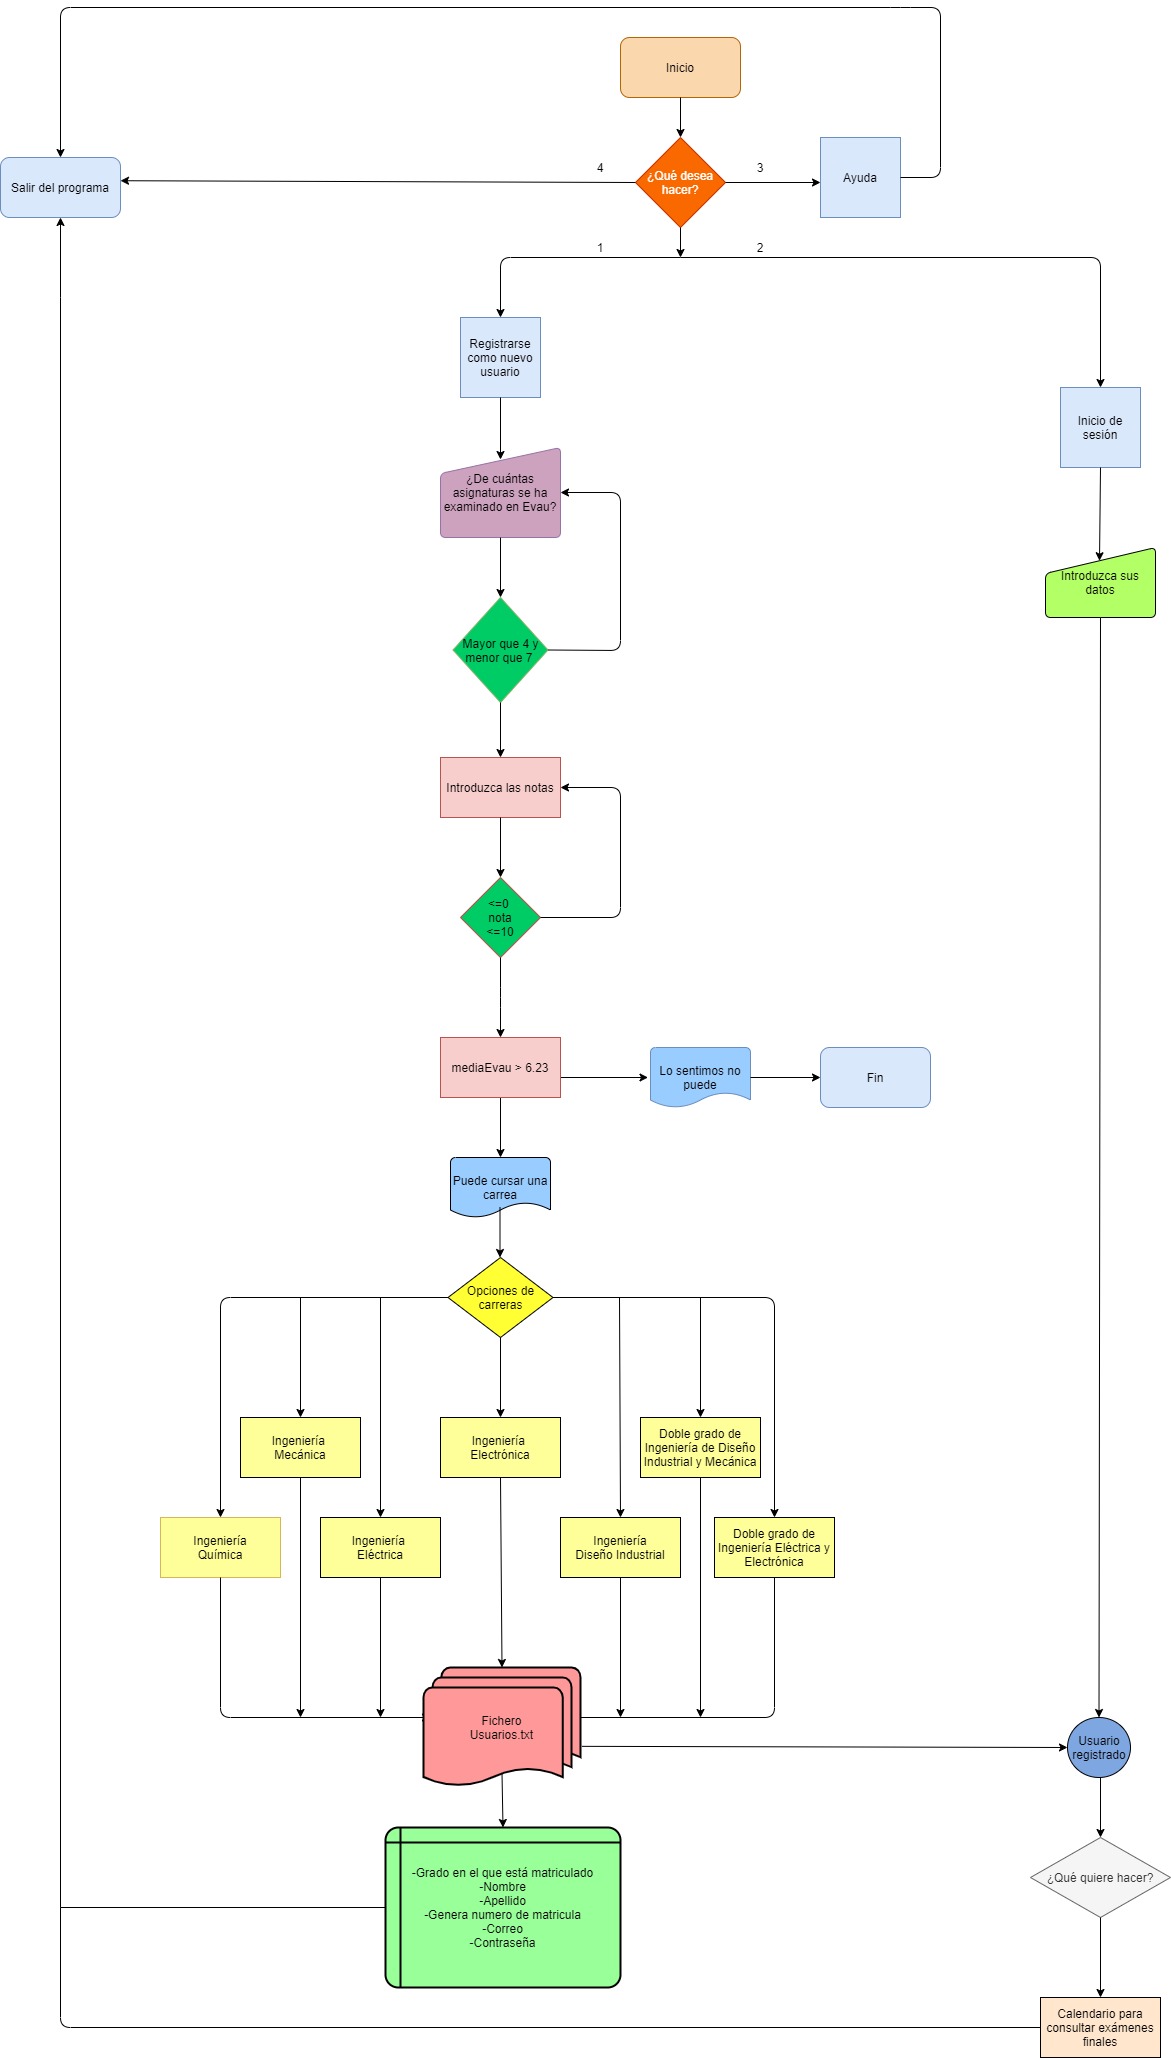 Inicio
¿Qué desea
hacer?
4
3
Ayuda
Salir del programa
1
2
Registrarse
como nuevo
usuario
Inicio de
sesión
¿De cuántas
asignaturas se ha
examinado en Evau?
Introduzca sus
datos
Mayor que 4 y
menor que 7
Introduzca las notas
<=0
nota
<=10
mediaEvau > 6.23
Lo sentimos no
puede
Fin
Puede cursar una
carrea
Opciones de
carreras
Ingeniería
Mecánica
Ingeniería
Electrónica
Doble grado de
Ingeniería de Diseño
Industrial y Mecánica
Ingeniería
Química
Ingeniería
Eléctrica
Ingeniería
Diseño Industrial
Doble grado de
Ingeniería Eléctrica y
Electrónica
Fichero
Usuarios.txt
Usuario
registrado
-Grado en el que está matriculado
-Nombre
-Apellido
-Genera numero de matricula
-Correo
-Contraseña
¿Qué quiere hacer?
Calendario para
consultar exámenes
finales